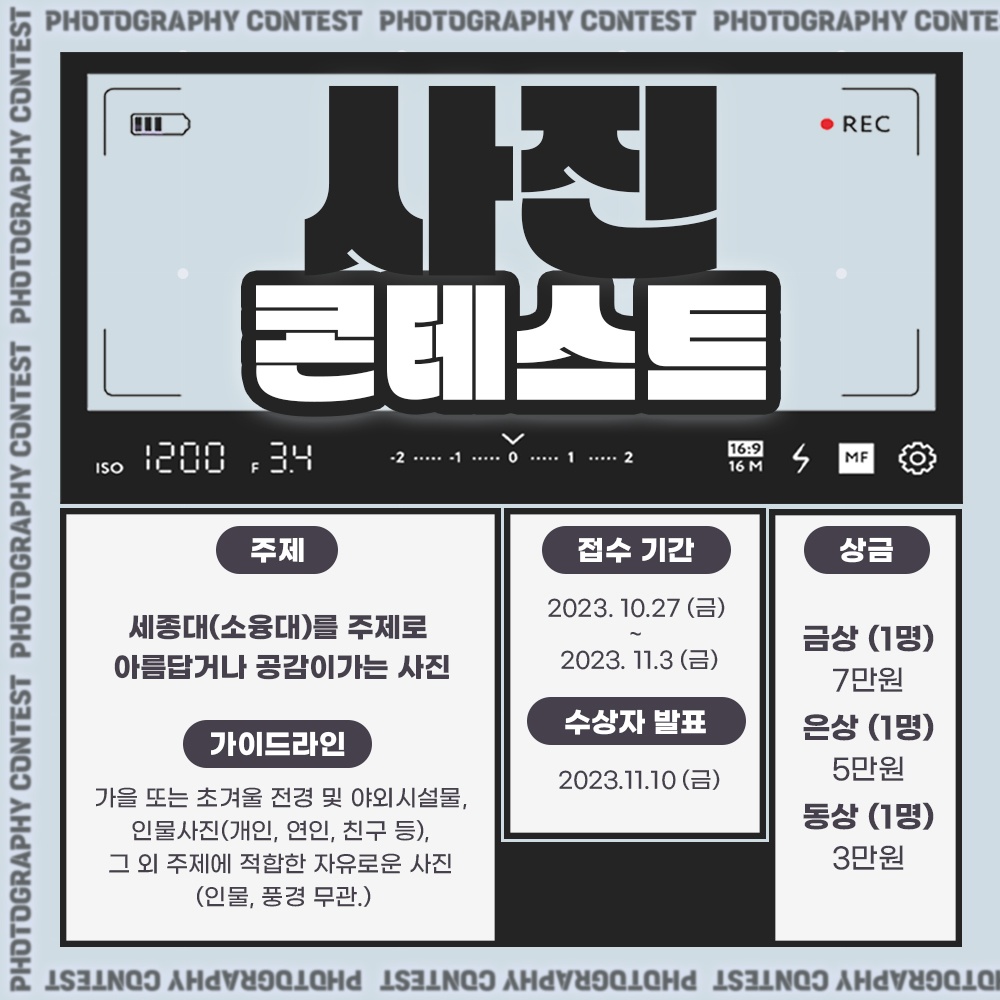 PHOTOGRAPHY CONTEST PHOTOGRAPHY CONTEST PHOTOGRAPHY CONTE
PHOTOGRAPHY CONTEST PHOTOGRAPHY CONTEST PHOTOGRAPHY CONTEST
REC
사진
콘테스트
ISO 1200 F 3.4 -2 ····· -1 ····· 0 ····· 1 ····· 2 16:9 MF
16 M
주제
세종대(소융대)를 주제로
아름답거나 공감이가는 사진
가이드라인
가을 또는 초겨울 전경 및 야외시설물,
인물사진(개인, 연인, 친구 등),
그 외 주제에 적합한 자유로운 사진
(인물, 풍경 무관.)
접수 기간
2023. 10.27 (금)
~
2023. 11.3 (금)
수상자 발표
2023.11.10 (금)
상금
금상 (1명)
7만원
은상 (1명)
5만원
동상 (1명)
3만원
PHOTOGRAPHY CONTEST PHOTOGRAPHY CONTEST PHOTOGRAPHY CONTEST